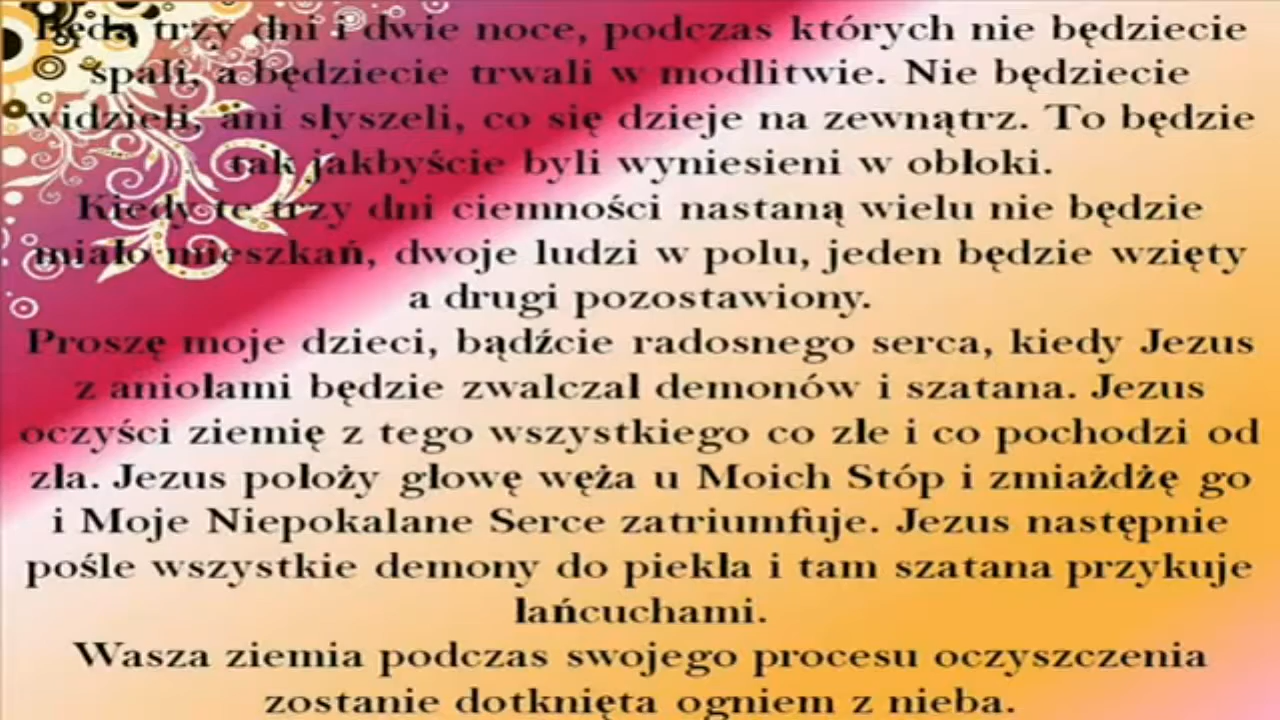 Będą trzy dni i dwie noce, podczas których nie będziecie
spali, a będziecie trwali w modlitwie. Nie będziecie
widzieli, ani słyszeli, co się dzieje na zewnątrz. To będzie
tak jakbyście byli wyniesieni w obłoki.
Kiedy te trzy dni ciemności nastaną wielu nie będzie
miało mieszkań, dwoje ludzi w polu, jeden będzie wzięty
a drugi pozostawiony.
Proszę moje dzieci, bądźcie radosnego serca, kiedy Jezus
z aniołami będzie zwalczał demonów i szatana. Jezus
oczyści ziemię z tego wszystkiego co złe i co pochodzi od
zła. Jezus położy głowę węża u Moich Stóp i zmiażdżę go
i Moje Niepokalane Serce zatriumfuje. Jezus następnie
pośle wszystkie demony do piekła i tam szatana przykuje
łańcuchami.
Wasza ziemia podczas swojego procesu oczyszczenia
zostanie dotknięta ogniem z nieba.